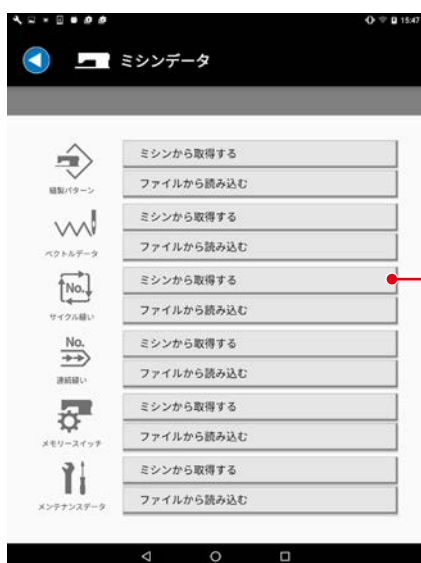 15:47
ミシンデータ
ミシンから取得する
ファイルから読み込む
縫製パターン
ミシンから取得する
ファイルから読み込む
ベクトルデータ
No.
ミシンから取得する
ファイルから読み込む
サイクル縫い
No.
ミシンから取得する
ファイルから読み込む
連続縫い
ミシンから取得する
ファイルから読み込む
メモリースイッチ
ミシンから取得する
ファイルから読み込む
メンテナンスデータ